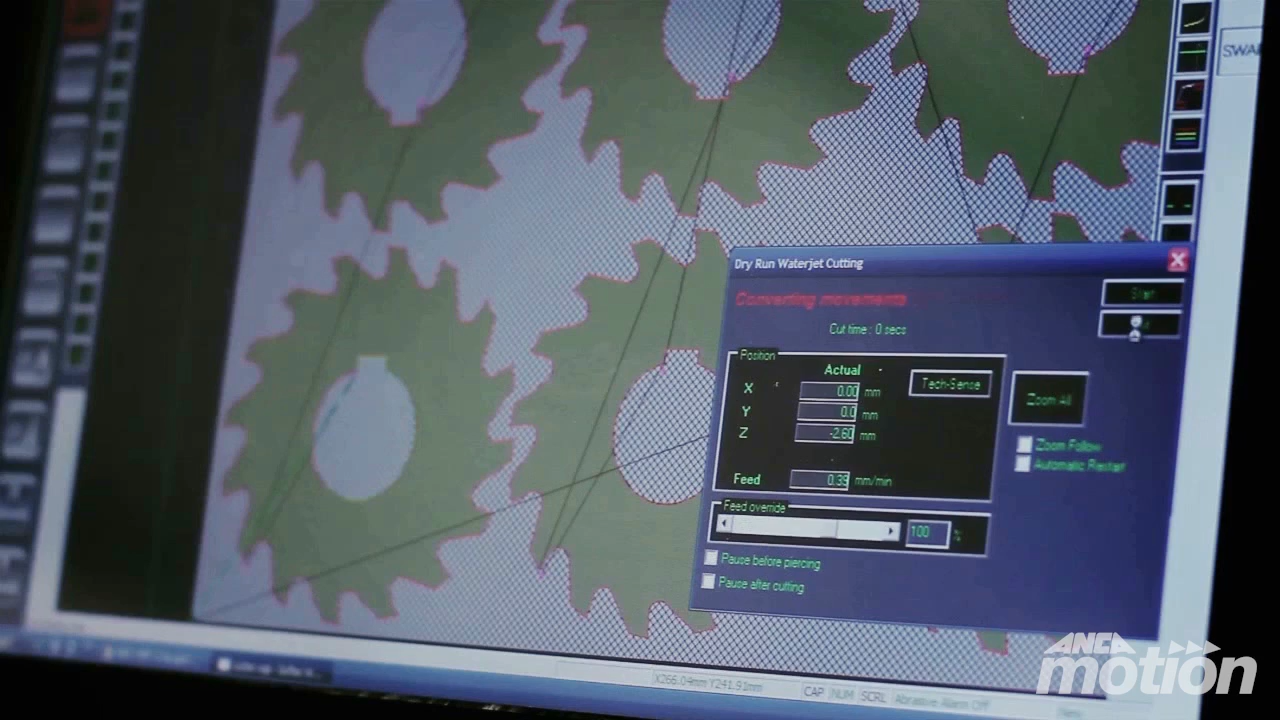 SWA
Dry Run Waterjet Cutting
Converting movements
Start
Cut time : 0 secs
Position
Actual
Tech-Sense
X 0.00 mm
Y 0.0 mm
Z -2.60 mm
Zoom All
Zoom Follow
Automatic Restart
Feed 0.39 mm/min
Feed override
100 %
Pause before piercing
Pause after cutting
X266.04mm Y241.91mm
CAP NUM SCRL Abrasive Alarm Off
ANCA
motion